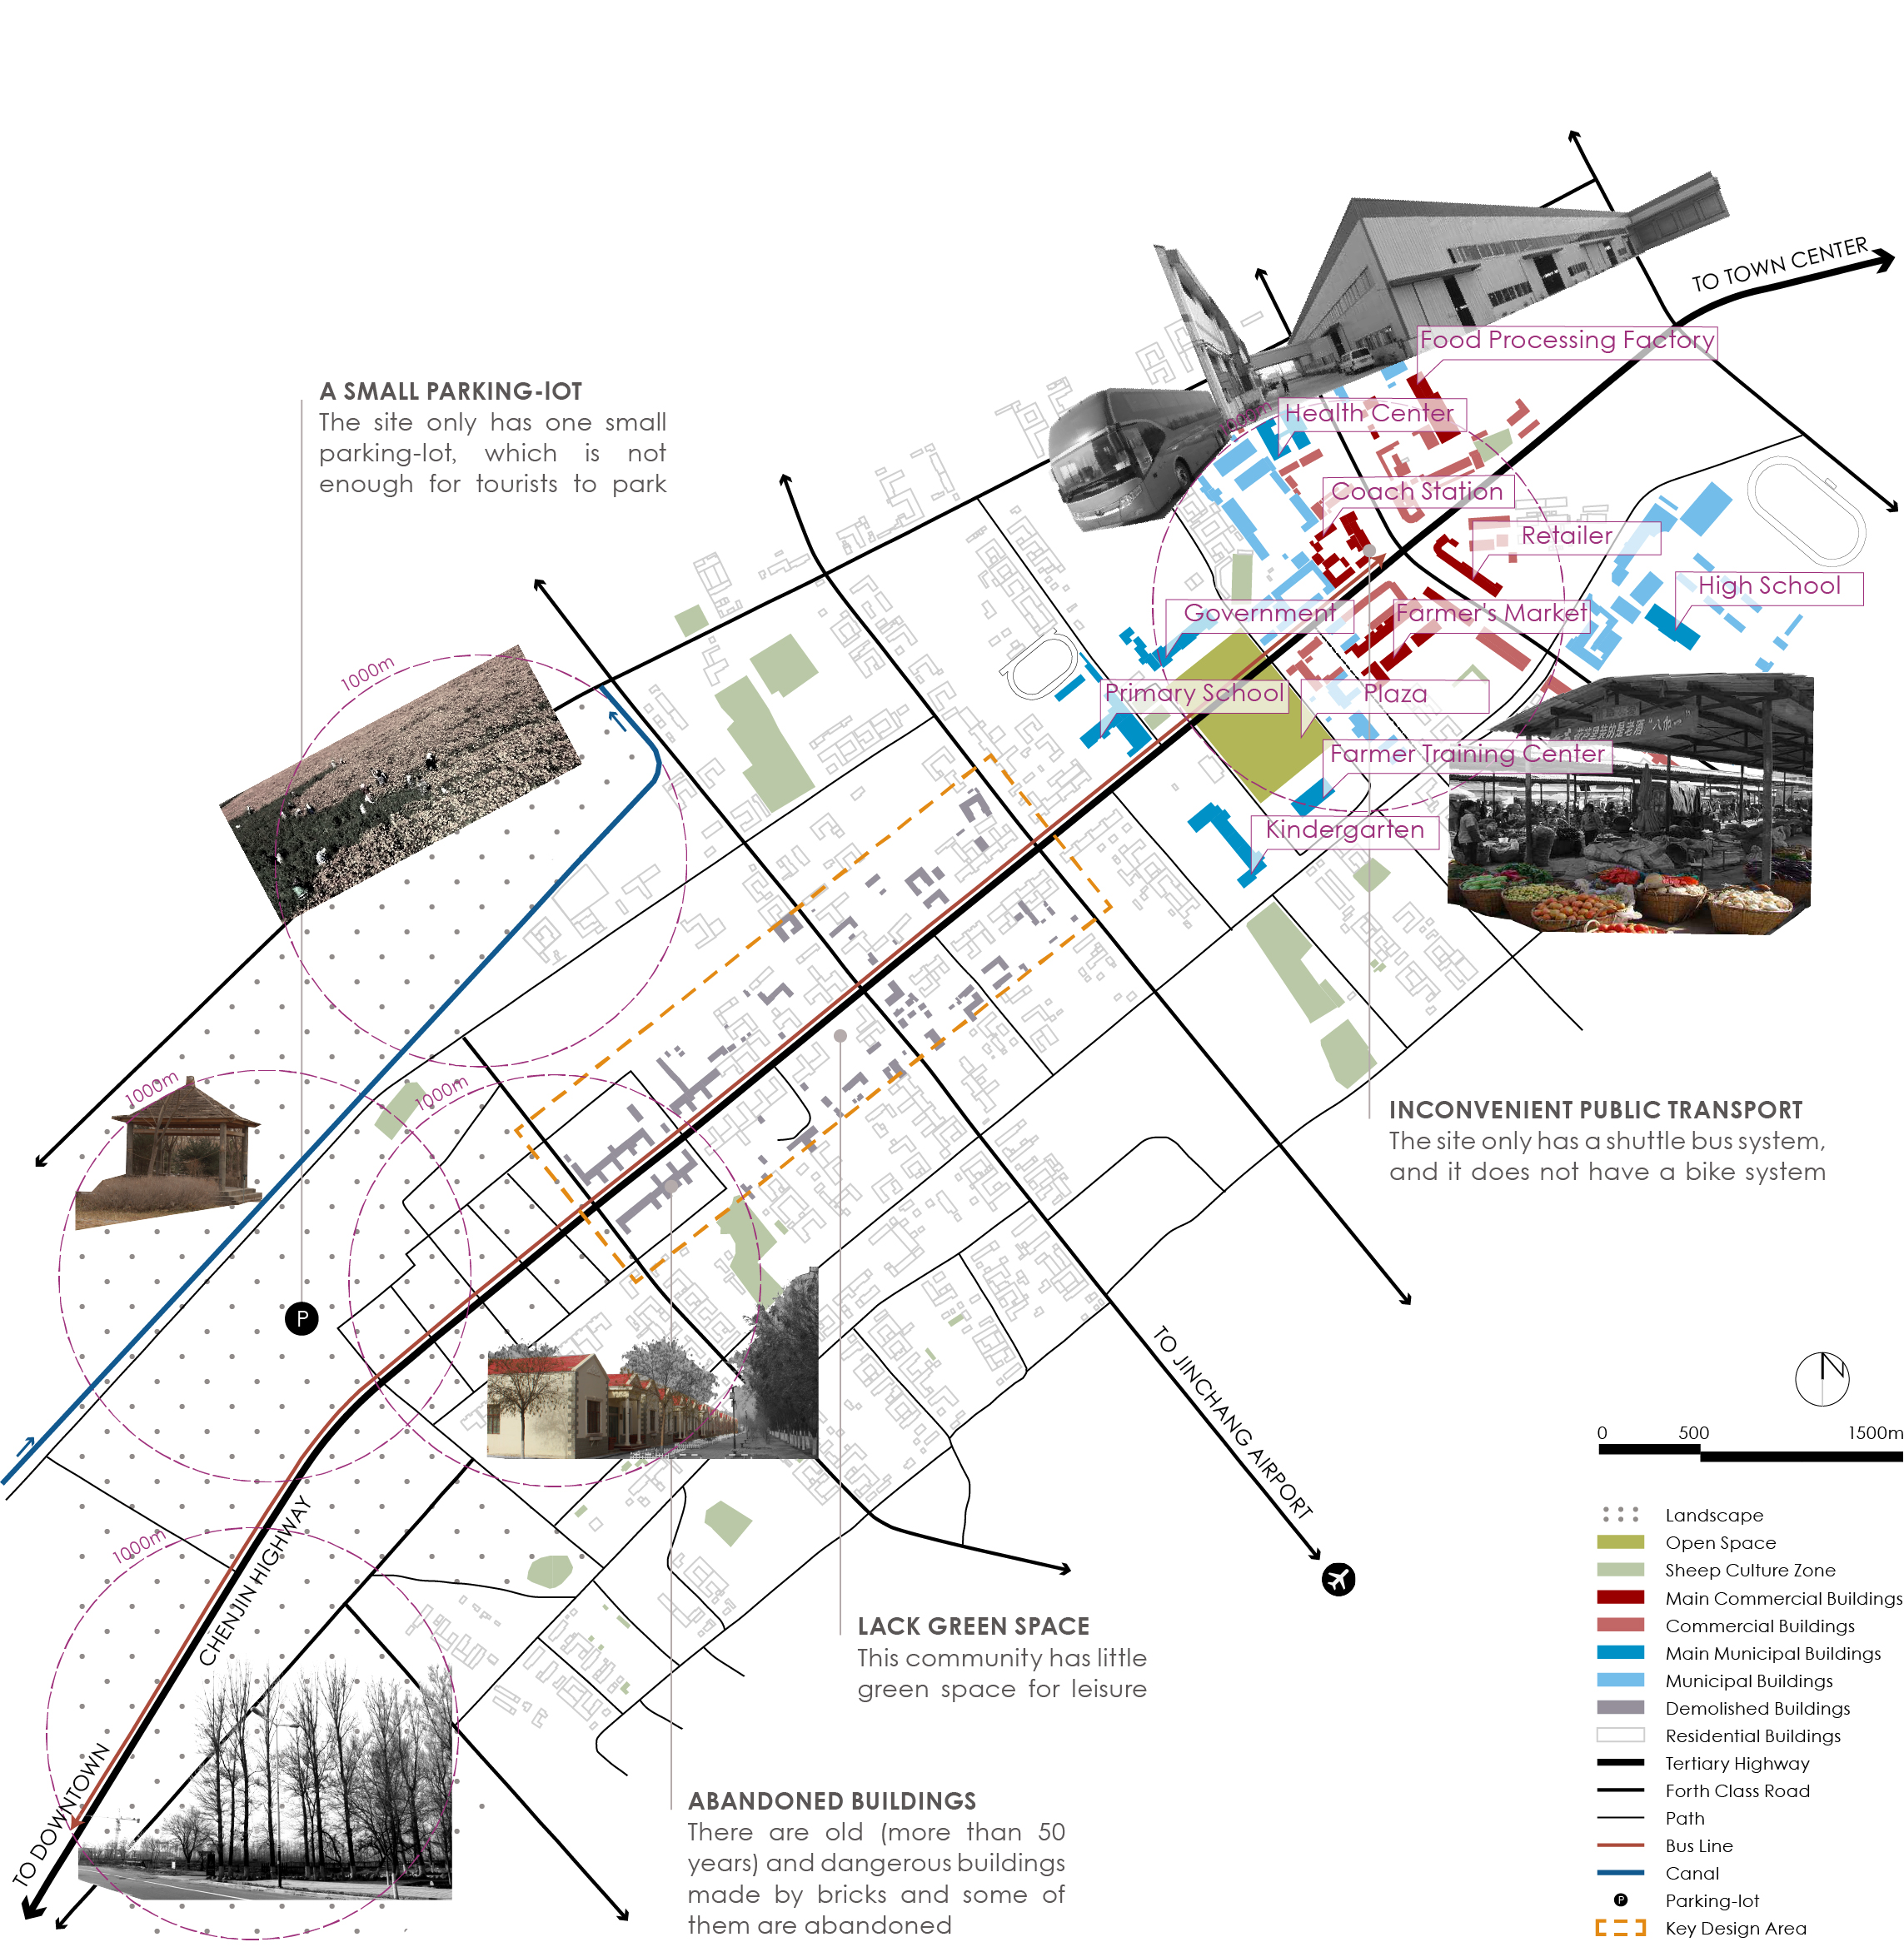 TO TOWN CENTER
Food Processing Factory
A SMALL PARKING-lOT
The site only has one small
parking-lot, which is not
enough for tourists to park
Health Center
1000m
Coach Station
Retailer
High School
Government
Farmer's Market
Primary School
Plaza
Farmer Training Center
Kindergarten
1000m
1000m
1000m
INCONVENIENT PUBLIC TRANSPORT
The site only has a shuttle bus system,
and it does not have a bike system
P
TO JINCHANG AIRPORT
CHENJIN HIGHWAY
1000m
TO DOWNTOWN
LACK GREEN SPACE
This community has little
green space for leisure
ABANDONED BUILDINGS
There are old (more than 50
years) and dangerous buildings
made by bricks and some of
them are abandoned
N
0 500 1500m
Landscape
Open Space
Sheep Culture Zone
Main Commercial Buildings
Commercial Buildings
Main Municipal Buildings
Municipal Buildings
Demolished Buildings
Residential Buildings
Tertiary Highway
Forth Class Road
Path
Bus Line
Canal
P Parking-lot
Key Design Area